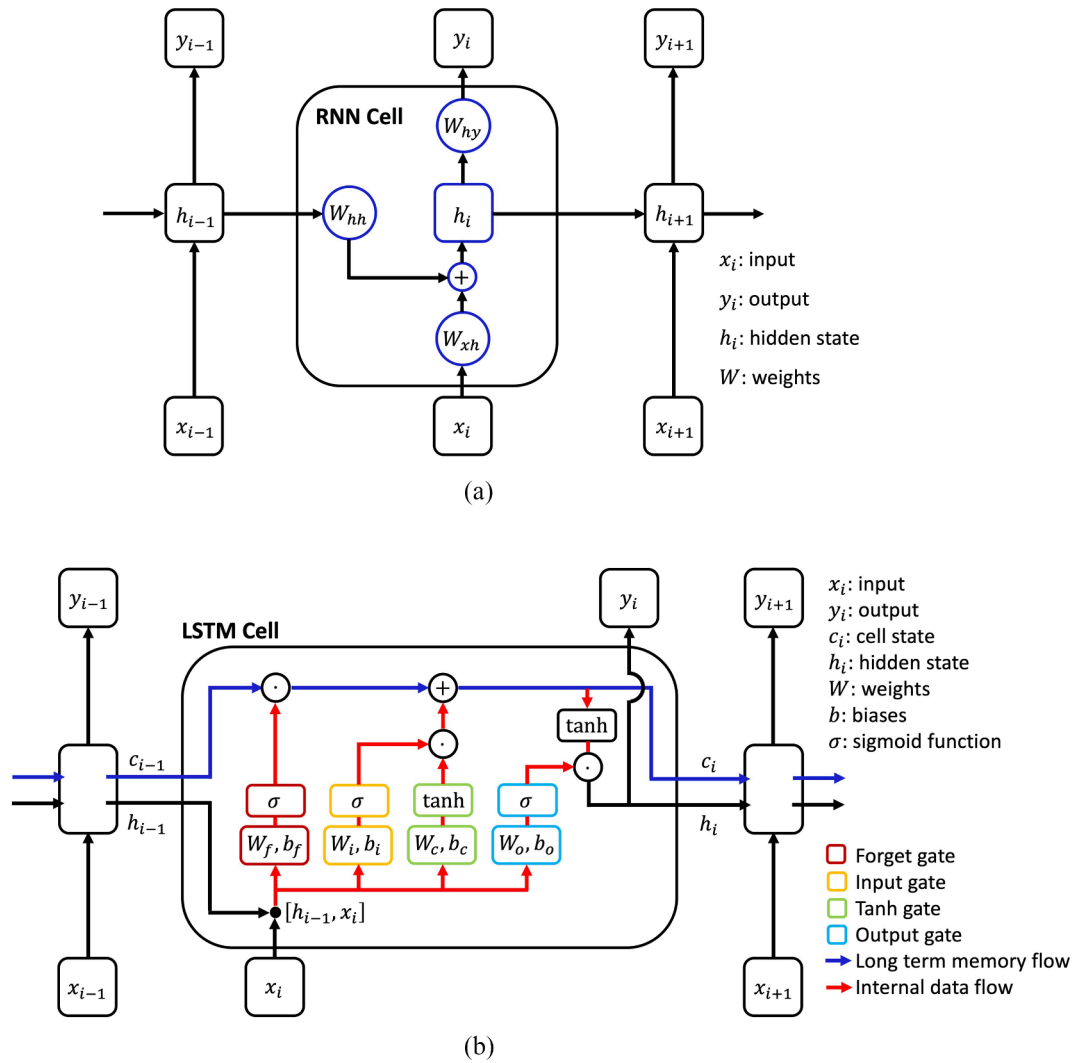 y_{i-1} y_i y_{i+1}
RNN Cell
W_{hy}
h_{i-1} W_{hh} h_i h_{i+1}
+
W_{xh}
x_i: input
y_i: output
h_i: hidden state
W: weights
x_{i-1} x_i x_{i+1}
(a)
y_{i-1} y_i y_{i+1}
LSTM Cell
x_i: input
y_i: output
c_i: cell state
h_i: hidden state
W: weights
b: biases
σ: sigmoid function
· +
tanh
· ·
c_{i-1} c_i
σ σ tanh σ
h_{i-1} h_i
W_f, b_f W_i, b_i W_c, b_c W_o, b_o
[h_{i-1}, x_i]
Forget gate
Input gate
Tanh gate
Output gate
Long term memory flow
Internal data flow
x_{i-1} x_i x_{i+1}
(b)